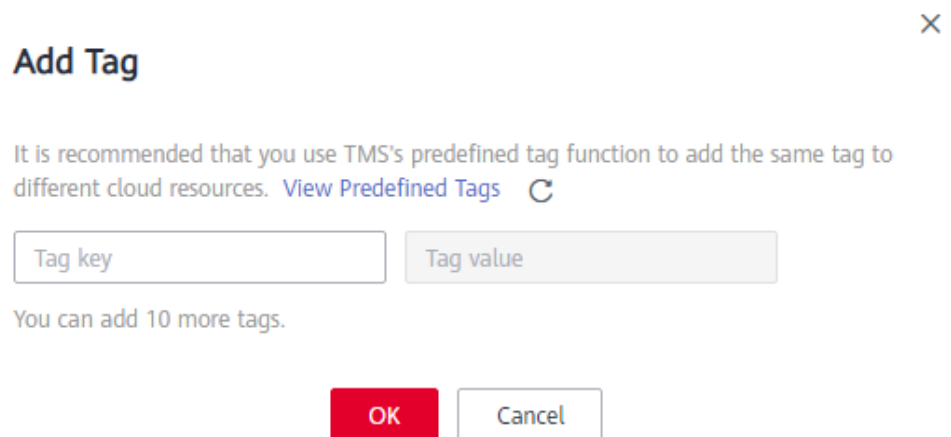 Add Tag
It is recommended that you use TMS's predefined tag function to add the same tag to
different cloud resources. View Predefined Tags
Tag key Tag value
You can add 10 more tags.
OK Cancel